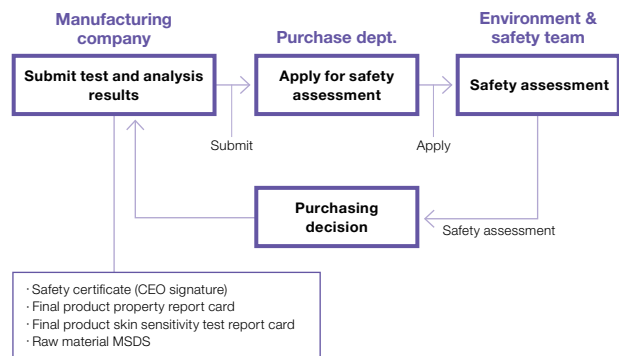 Manufacturing
company
Purchase dept.
Environment &
safety team
Submit test and analysis
results
Apply for safety
assessment
Safety assessment
Submit
Apply
Purchasing
decision
Safety assessment
· Safety certificate (CEO signature)
· Final product property report card
· Final product skin sensitivity test report card
· Raw material MSDS